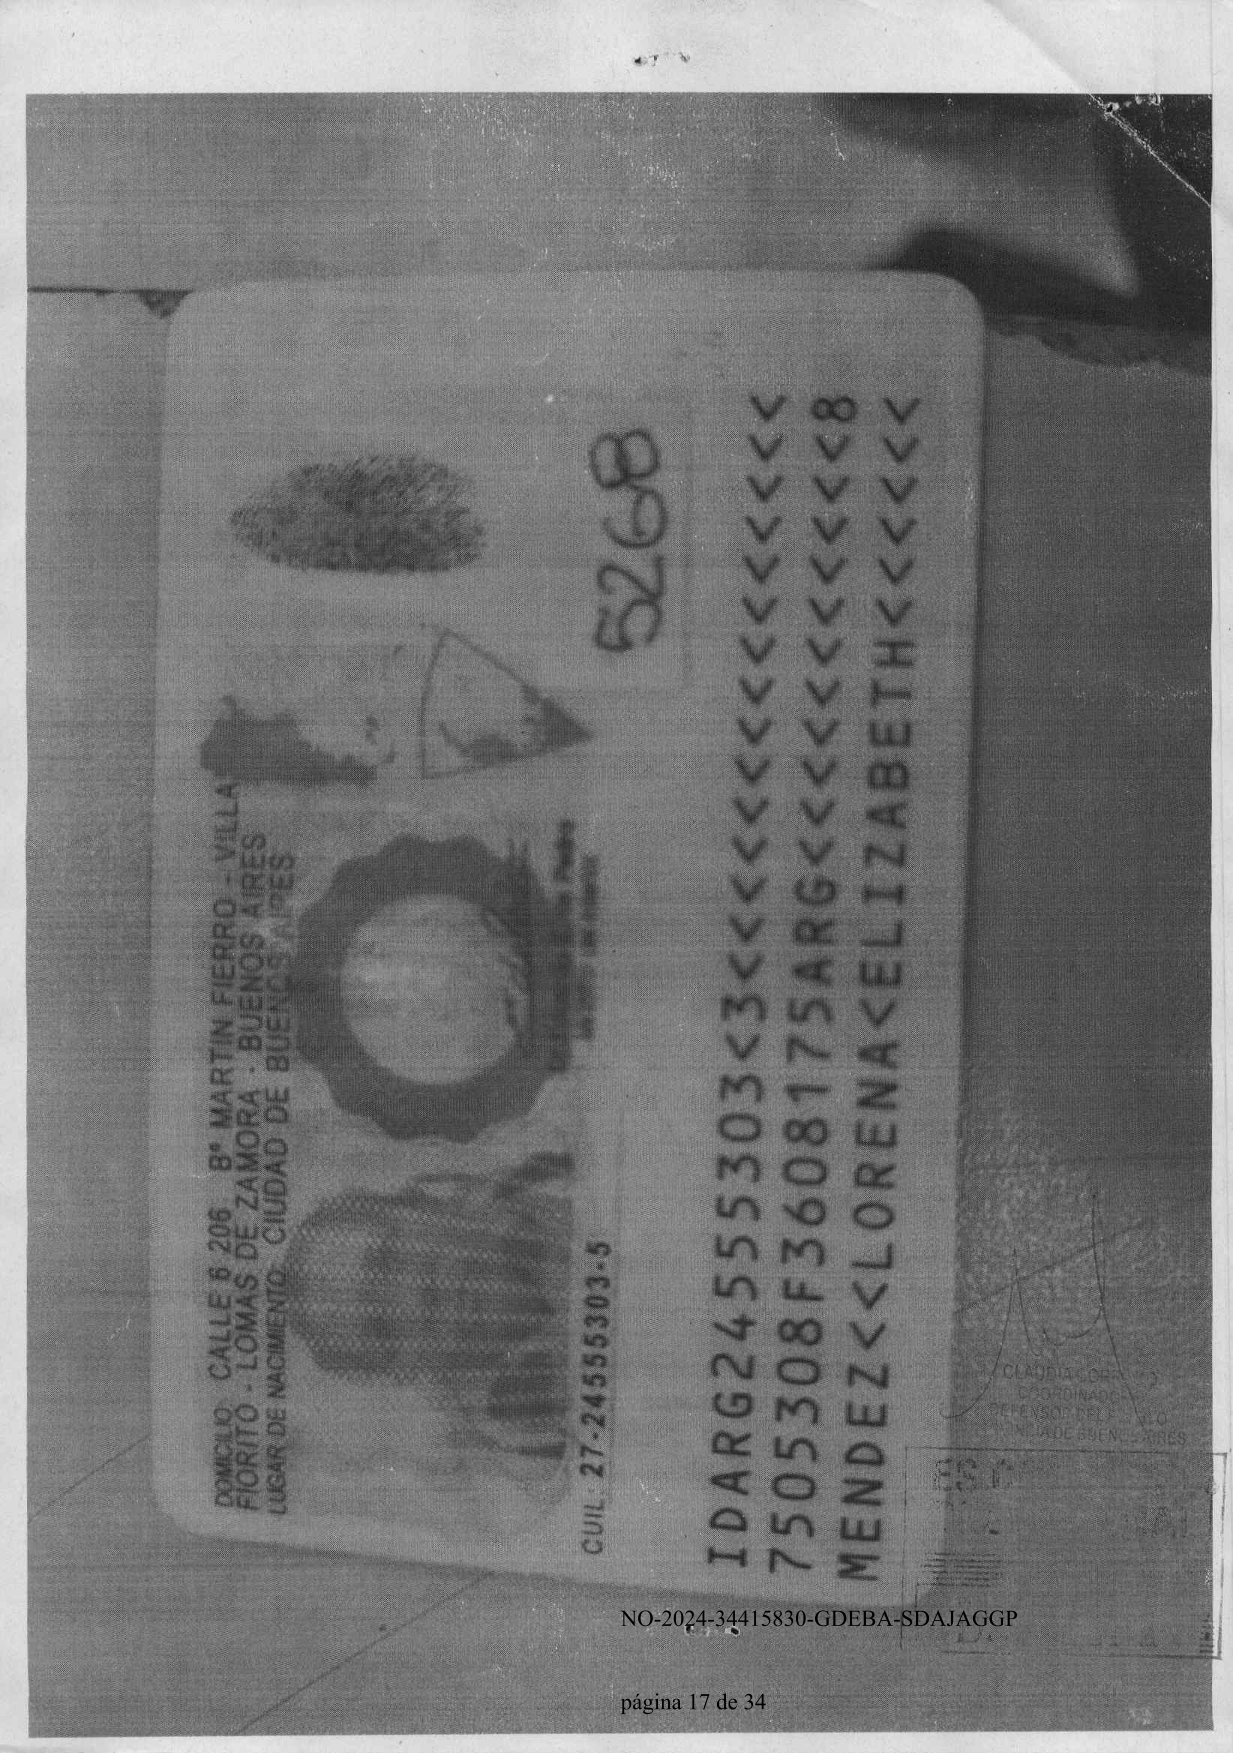 DOMICILIO: CALLE 6 206 Bº MARTIN FIERRO - VILLA
FIORITO - LOMAS DE ZAMORA - BUENOS AIRES
LUGAR DE NACIMIENTO: CIUDAD DE BUENOS AIRES
5268
CUIL: 27-24555303-5
IDARG24555303<3<<<<<<<<<<<<<<<
7505308F3608175ARG<<<<<<<<<<<8
MENDEZ<<LORENA<ELIZABETH<<<<<<
CLAUDIA
NO-2024-34415830-GDEBA-SDAJAGGP
página 17 de 34